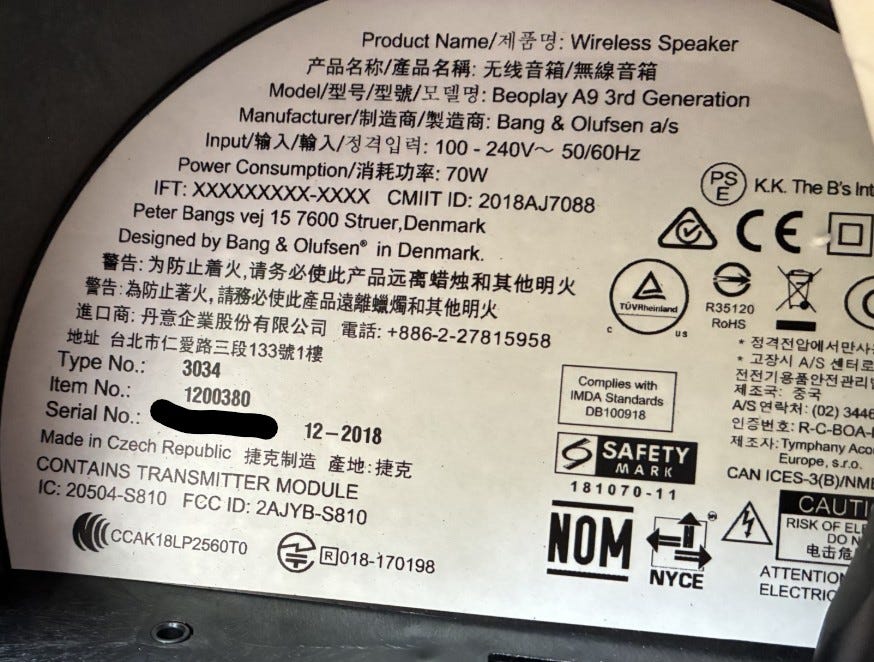 Product Name/제품명: Wireless Speaker
产品名称/產品名稱: 无线音箱/無線音箱
Model/型号/型號/모델명: Beoplay A9 3rd Generation
Manufacturer/制造商/製造商: Bang & Olufsen a/s
Input/输入/輸入/정격입력: 100 - 240V～ 50/60Hz
Power Consumption/消耗功率: 70W
IFT: XXXXXXXXX-XXXX CMIIT ID: 2018AJ7088
Peter Bangs vej 15 7600 Struer,Denmark
Designed by Bang & Olufsen® in Denmark.
警告: 为防止着火,请务必使此产品远离蜡烛和其他明火
警告: 為防止著火,請務必使此產品遠離蠟燭和其他明火
進口商: 丹意企業股份有限公司 電話: +886-2-27815958
地址 台北市仁愛路三段133號1樓
Type No.: 3034
Item No.: 1200380
Serial No.: 12-2018
Made in Czech Republic 捷克制造 產地:捷克
CONTAINS TRANSMITTER MODULE
IC: 20504-S810 FCC ID: 2AJYB-S810
CCAK18LP2560T0
R 018-170198
PS
E
K.K. The B's Int
CE
TÜVRheinland
c us
R35120
RoHS
Complies with
IMDA Standards
DB100918
SAFETY
MARK
181070-11
NOM
NYCE
* 정격전압에서만사
* 고장시 A/S 센터로
전전기용품안전관리
제조국: 중국
A/S연락처: (02) 3446
인증번호: R-C-BOA-
제조자: Tymphany Aco
Europe, s.r.o.
CAN ICES-3(B)/NM
CAUTI
RISK OF EL
DO N
电击危
ATTENTION
ELECTRIC